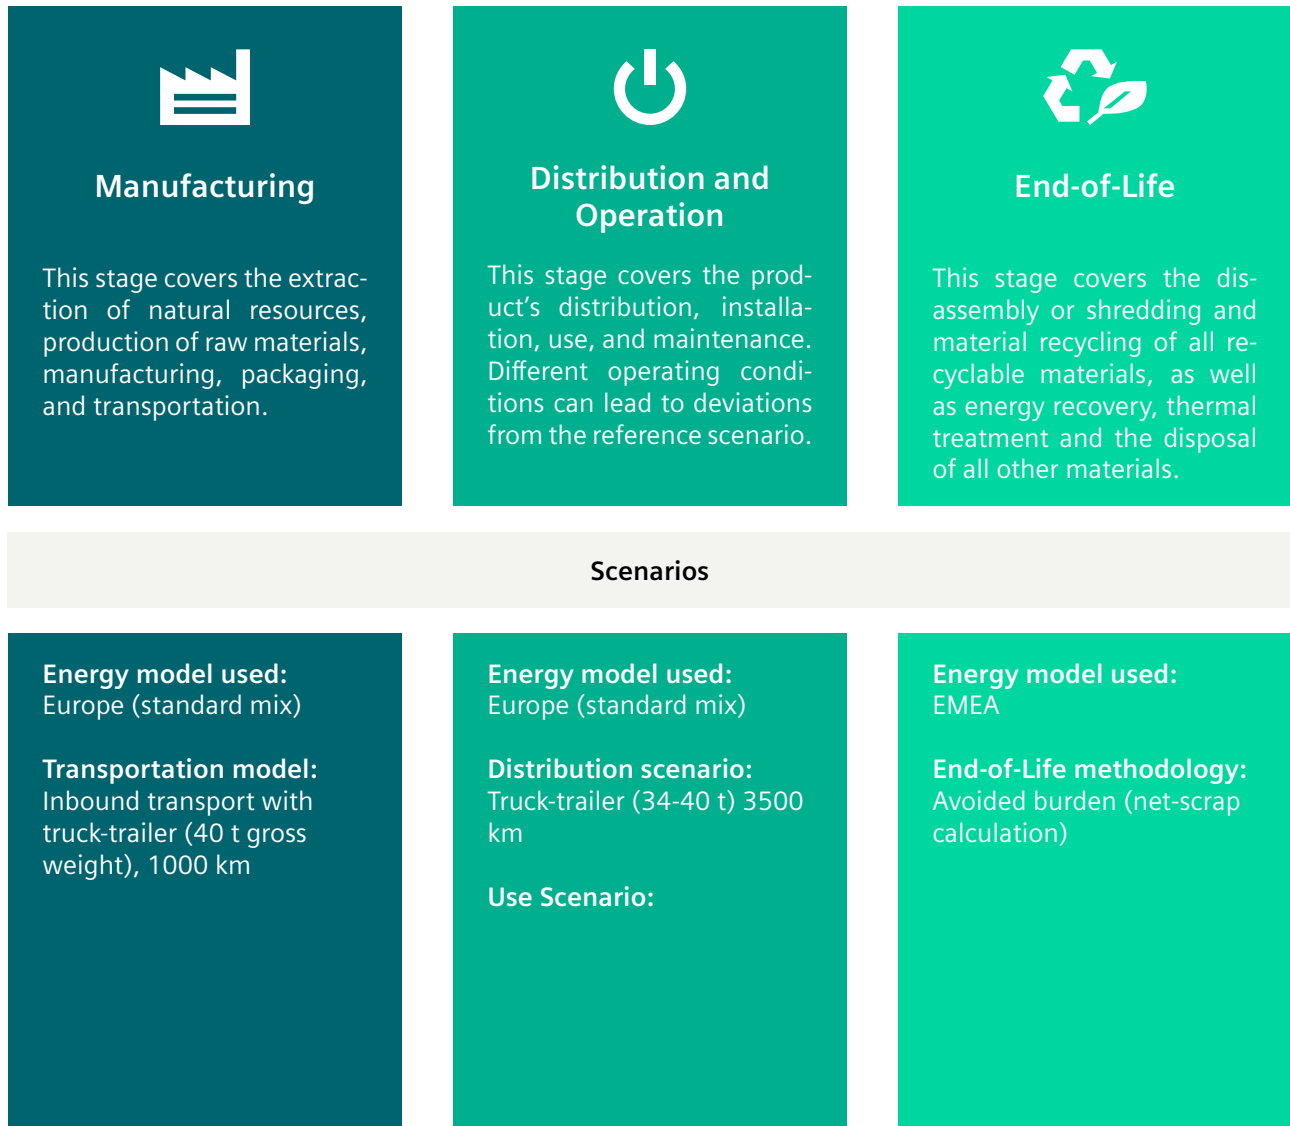 Manufacturing
This stage covers the extrac-
tion of natural resources,
production of raw materials,
manufacturing, packaging,
and transportation.
Distribution and
Operation
This stage covers the prod-
uct's distribution, installa-
tion, use, and maintenance.
Different operating condi-
tions can lead to deviations
from the reference scenario.
End-of-Life
This stage covers the dis-
assembly or shredding and
material recycling of all re-
cyclable materials, as well
as energy recovery, thermal
treatment and the disposal
of all other materials.
Scenarios
Energy model used:
Europe (standard mix)
Transportation model:
Inbound transport with
truck-trailer (40 t gross
weight), 1000 km
Energy model used:
Europe (standard mix)
Distribution scenario:
Truck-trailer (34-40 t) 3500
km
Use Scenario:
Energy model used:
EMEA
End-of-Life methodology:
Avoided burden (net-scrap
calculation)